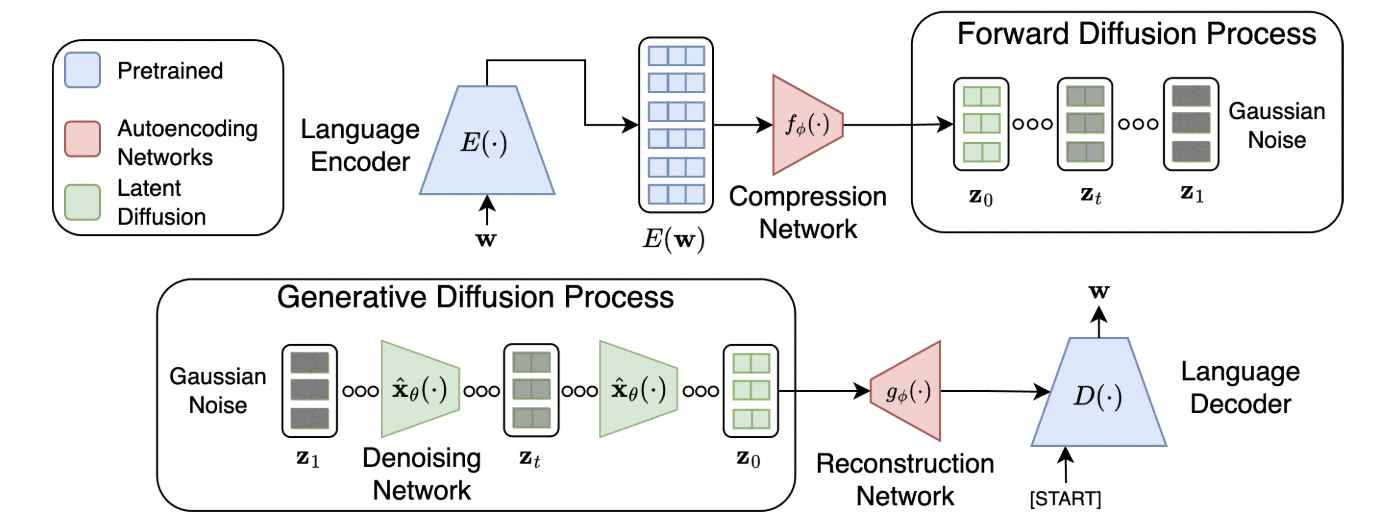 Pretrained
Autoencoding
Networks
Latent
Diffusion
Language
Encoder
E(·)
w
E(w)
f_ϕ(·)
Compression
Network
Forward Diffusion Process
Gaussian
Noise
z_0
z_t
z_1
Generative Diffusion Process
Gaussian
Noise
z_1
x̂_θ(·)
Denoising
Network
z_t
x̂_θ(·)
z_0
g_ϕ(·)
Reconstruction
Network
w
D(·)
Language
Decoder
[START]